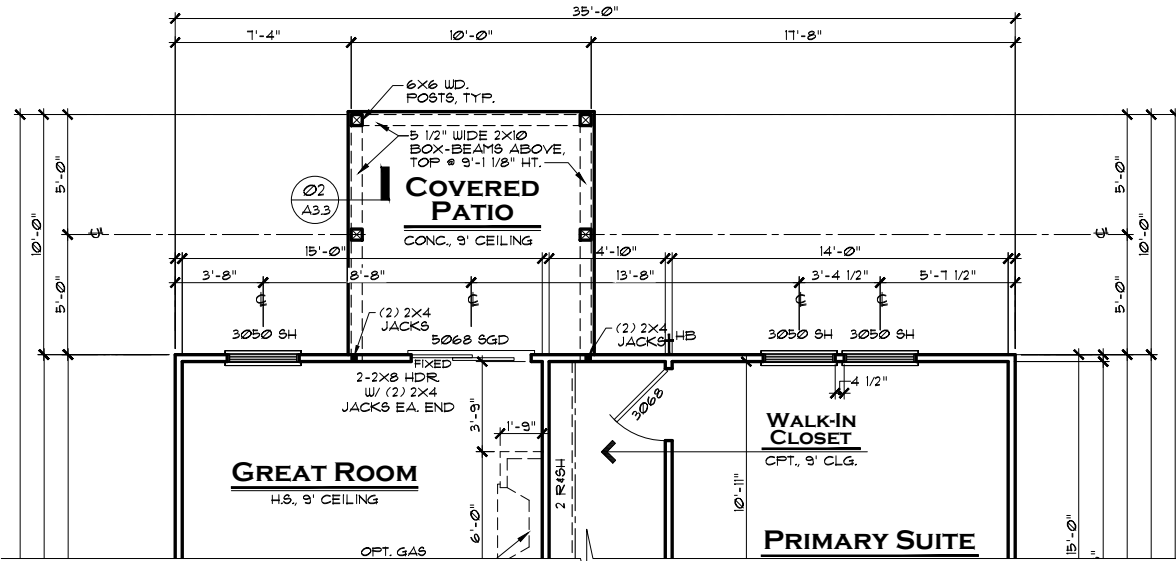 35'-0"
7'-4"
10'-0"
17'-8"
6X6 WD.
POSTS, TYP.
5 1/2" WIDE 2X10
BOX-BEAMS ABOVE,
TOP @ 9'-1 1/8" HT.
02
A3.3
COVERED
PATIO
CONC., 9' CEILING
5'-0"
10'-0"
5'-0"
5'-0"
10'-0"
5'-0"
15'-0"
4'-10"
14'-0"
3'-8"
8'-8"
13'-8"
3'-4 1/2"
5'-7 1/2"
(2) 2X4
JACKS
(2) 2X4
JACKS
HB
3050 SH
5068 SGD
3050 SH
3050 SH
FIXED
2-2X8 HDR.
W/ (2) 2X4
JACKS EA. END
3'-9"
1'-9"
3068
4 1/2"
WALK-IN
CLOSET
CPT., 9' CLG.
GREAT ROOM
H.S., 9' CEILING
2 R&SH
10'-11"
6'-0"
OPT. GAS
PRIMARY SUITE
15'-0"